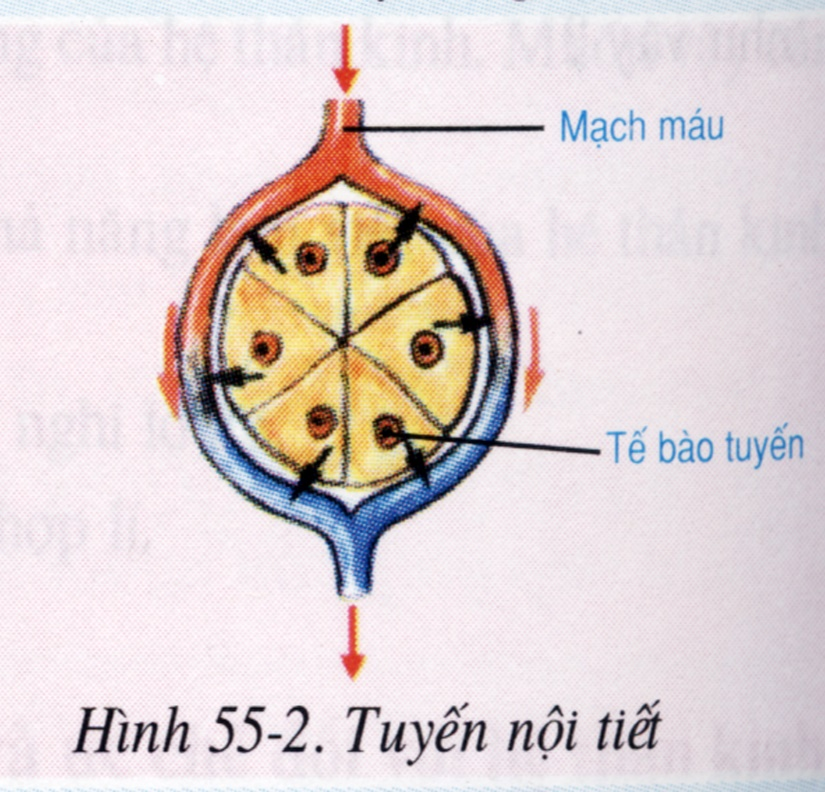 Mạch máu
Tế bào tuyến
Hình 55-2. Tuyến nội tiết